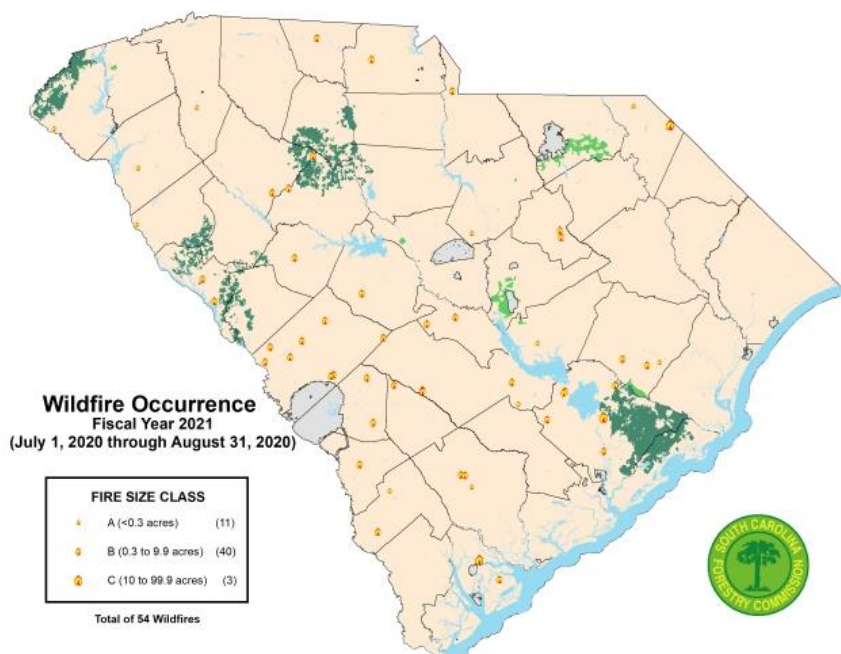 Wildfire Occurrence
Fiscal Year 2021
(July 1, 2020 through August 31, 2020)
FIRE SIZE CLASS
A (<0.3 acres) (11)
B (0.3 to 9.9 acres) (40)
C (10 to 99.9 acres) (3)
Total of 54 Wildfires
SOUTH CAROLINA
FORESTRY COMMISSION